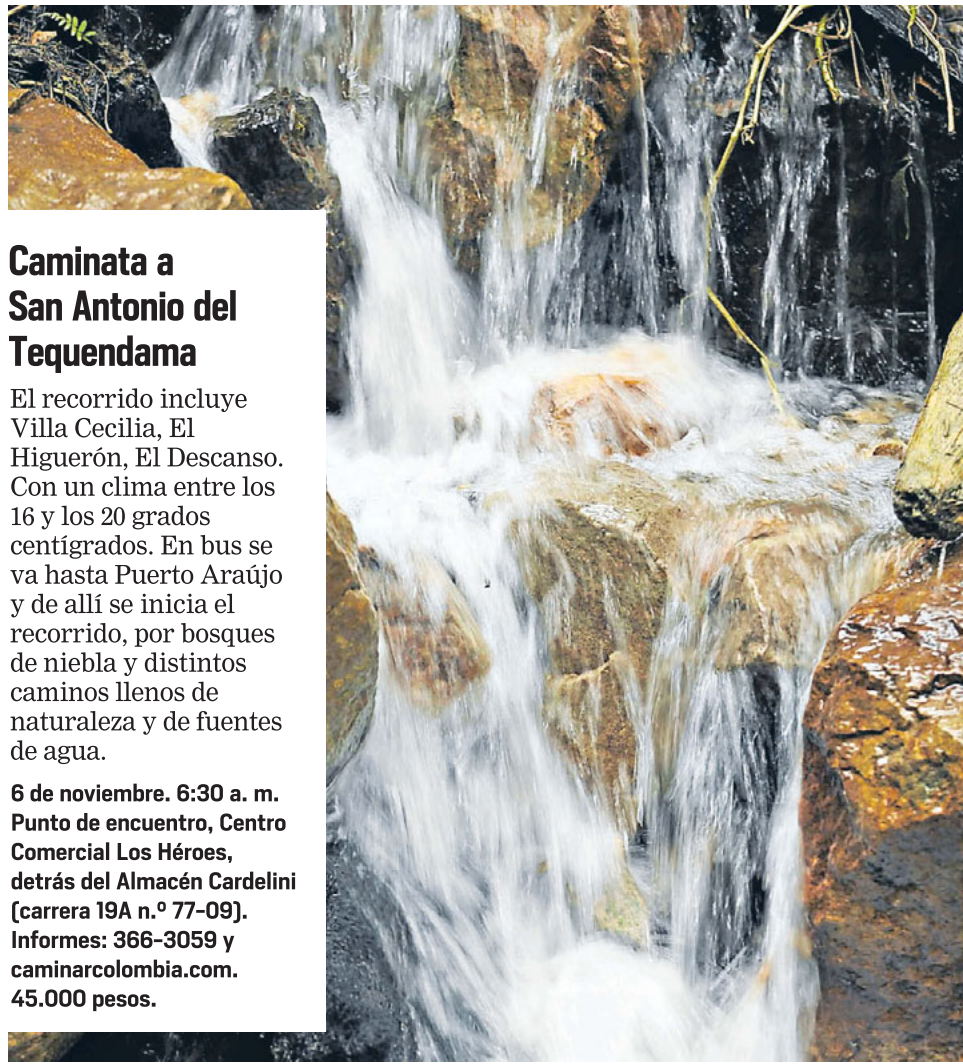 Caminata a
San Antonio del
Tequendama
El recorrido incluye
Villa Cecilia, El
Higuerón, El Descanso.
Con un clima entre los
16 y los 20 grados
centígrados. En bus se
va hasta Puerto Araújo
y de allí se inicia el
recorrido, por bosques
de niebla y distintos
caminos llenos de
naturaleza y de fuentes
de agua.
6 de noviembre. 6:30 a. m.
Punto de encuentro, Centro
Comercial Los Héroes,
detrás del Almacén Cardelini
(carrera 19A n.º 77-09).
Informes: 366-3059 y
caminarcolombia.com.
45.000 pesos.